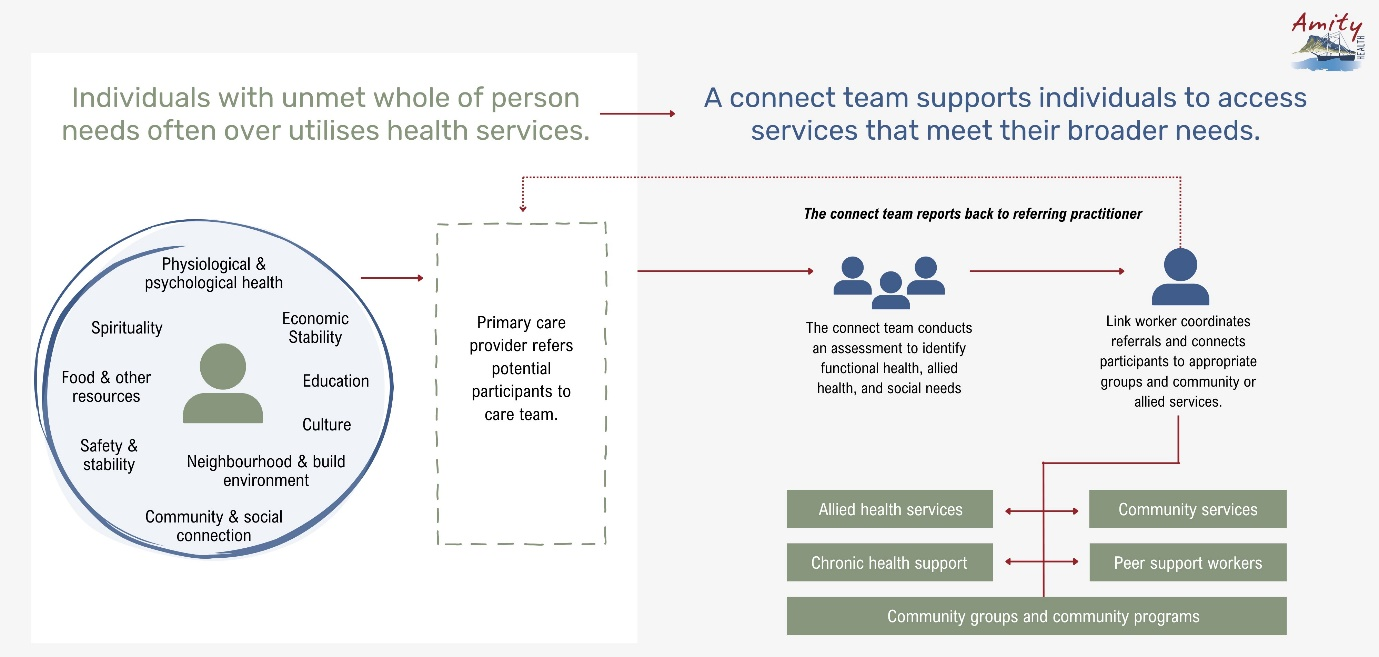 Amity
HEALTH
Individuals with unmet whole of person
needs often over utilises health services.
A connect team supports individuals to access
services that meet their broader needs.
The connect team reports back to referring practitioner
Physiological &
psychological health
Spirituality
Economic
Stability
Food & other
resources
Education
Culture
Safety &
stability
Neighbourhood & build
environment
Community & social
connection
Primary care
provider refers
potential
participants to
care team.
The connect team conducts
an assessment to identify
functional health, allied
health, and social needs
Link worker coordinates
referrals and connects
participants to appropriate
groups and community or
allied services.
Allied health services
Community services
Chronic health support
Peer support workers
Community groups and community programs